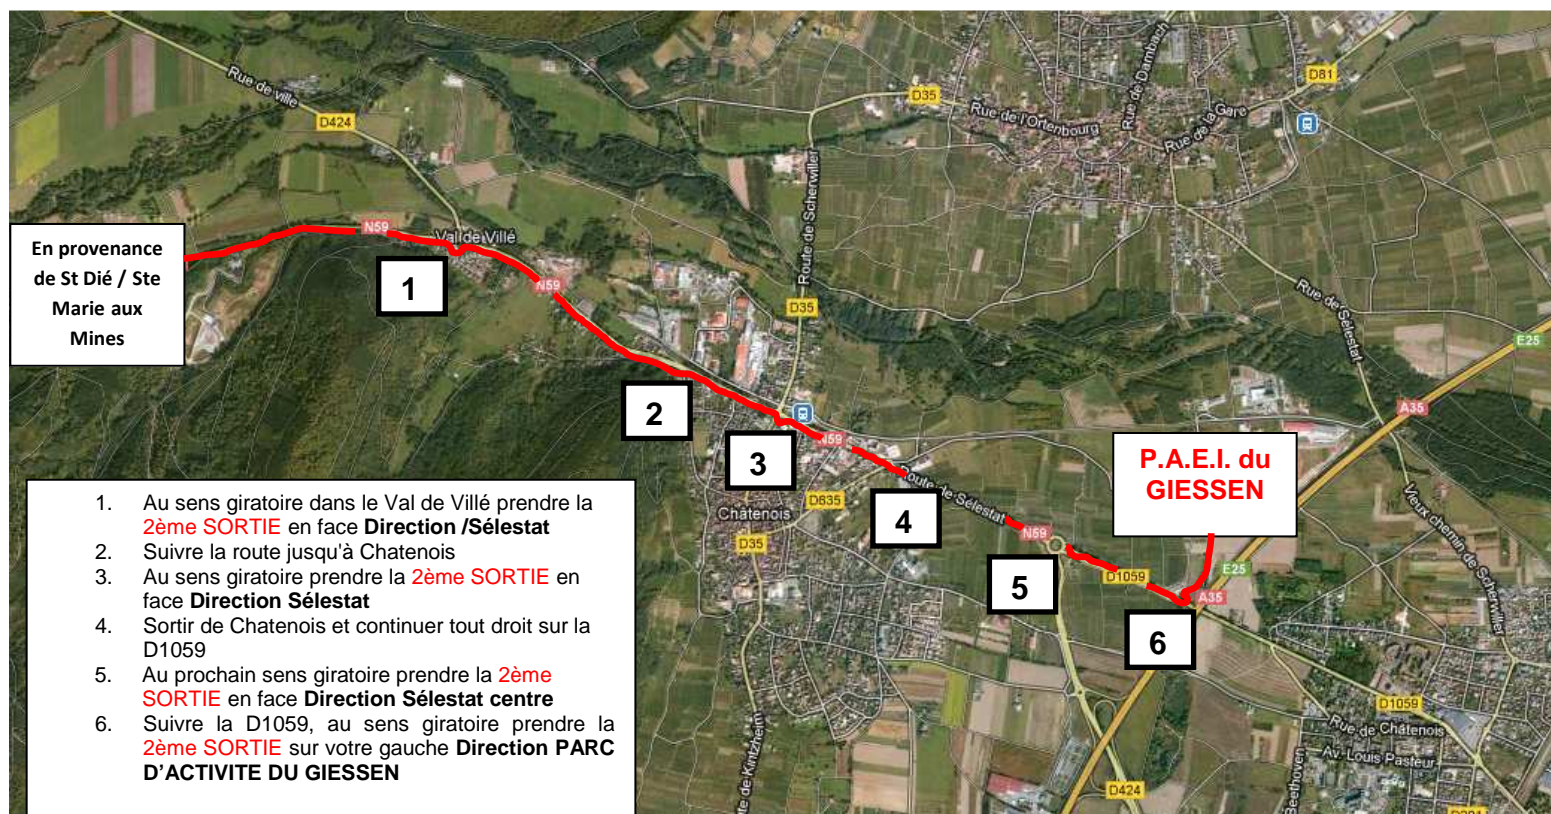 Rue de ville
D424
D35
Rue de l'Ortenbourg
Rue de Dambach
Rue de la Gare
D81
Route de Scherwiller
En provenance
de St Dié / Ste
Marie aux
Mines
N59
Val de Villé
1
N59
D35
Rue de Sélestat
E25
2
A35
3
N59
P.A.E.I. du
GIESSEN
Route de Sélestat
D635
4
Châtenois
D35
N59
5
D1059
E25
A35
Vieux chemin de Scherwiller
6
1. Au sens giratoire dans le Val de Villé prendre la
2ème SORTIE en face Direction /Sélestat
2. Suivre la route jusqu'à Chatenois
3. Au sens giratoire prendre la 2ème SORTIE en
face Direction Sélestat
4. Sortir de Chatenois et continuer tout droit sur la
D1059
5. Au prochain sens giratoire prendre la 2ème
SORTIE en face Direction Sélestat centre
6. Suivre la D1059, au sens giratoire prendre la
2ème SORTIE sur votre gauche Direction PARC
D'ACTIVITE DU GIESSEN
D1059
Rue de Châtenois
Av. Louis Pasteur
te de Kintzheim
D424
Beethoven